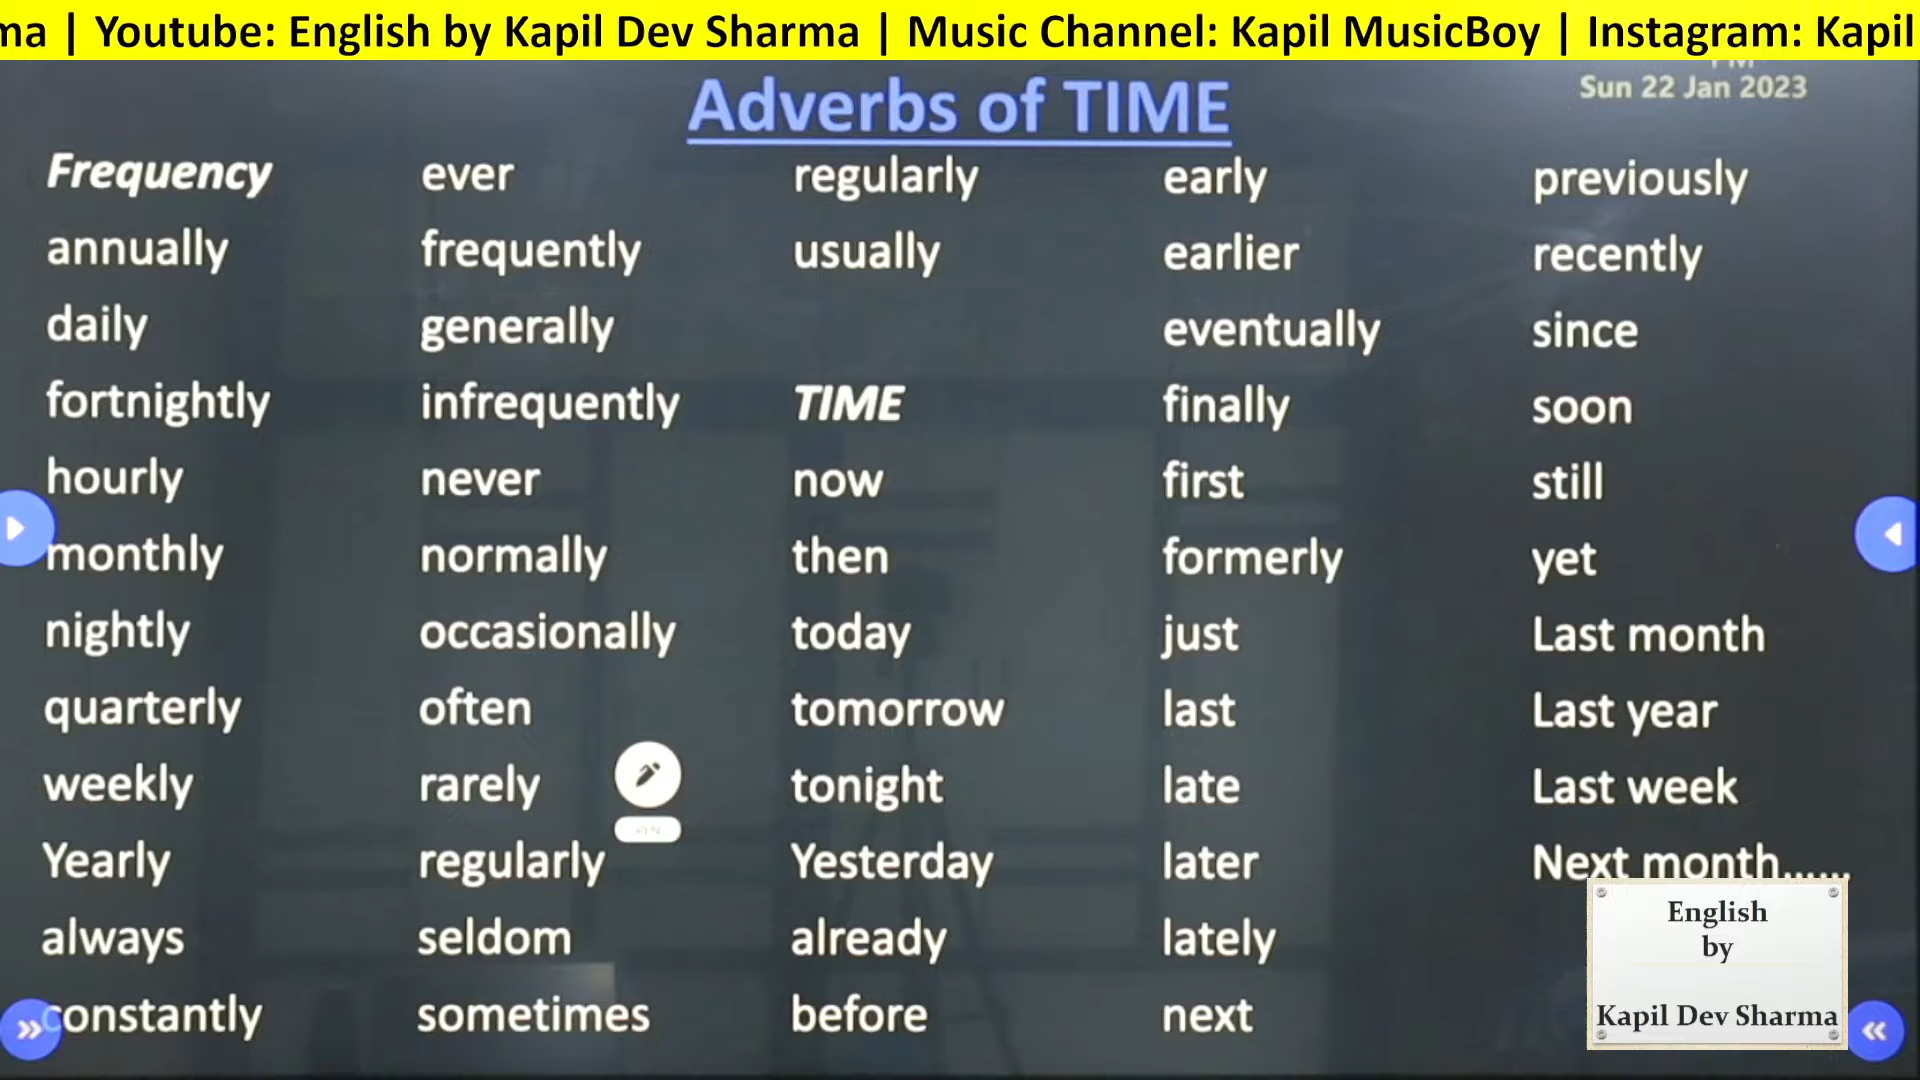 ma | Youtube: English by Kapil Dev Sharma | Music Channel: Kapil MusicBoy | Instagram: Kapil
Sun 22 Jan 2023
Adverbs of TIME
Frequency
annually
daily
fortnightly
hourly
monthly
nightly
quarterly
weekly
Yearly
always
constantly
ever
frequently
generally
infrequently
never
normally
occasionally
often
rarely
regularly
seldom
sometimes
regularly
usually
TIME
now
then
today
tomorrow
tonight
Yesterday
already
before
early
earlier
eventually
finally
first
formerly
just
last
late
later
lately
next
previously
recently
since
soon
still
yet
Last month
Last year
Last week
Next month......
English
by
Kapil Dev Sharma